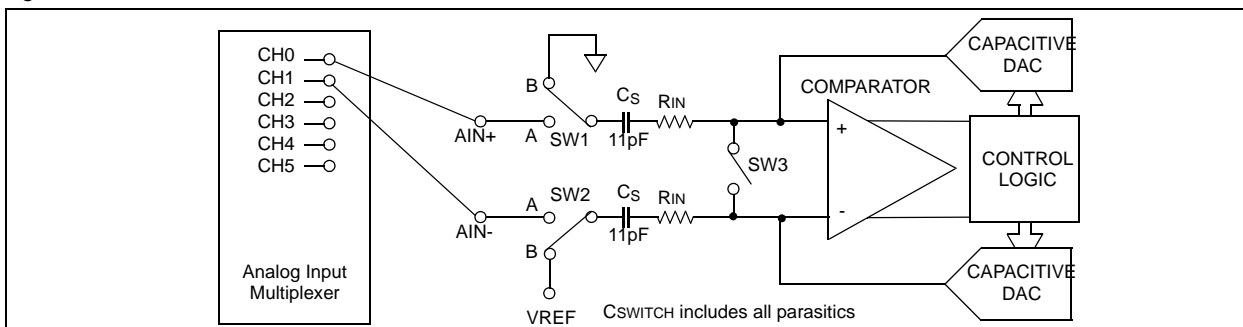 CH0
CH1
CH2
CH3
CH4
CH5
Analog Input
Multiplexer
AIN+
AIN-
B
A
SW1
CS
11pF
RIN
A
SW2
B
VREF
CS
11pF
RIN
SW3
COMPARATOR
+
-
CAPACITIVE
DAC
CONTROL
LOGIC
CAPACITIVE
DAC
CSWITCH includes all parasitics